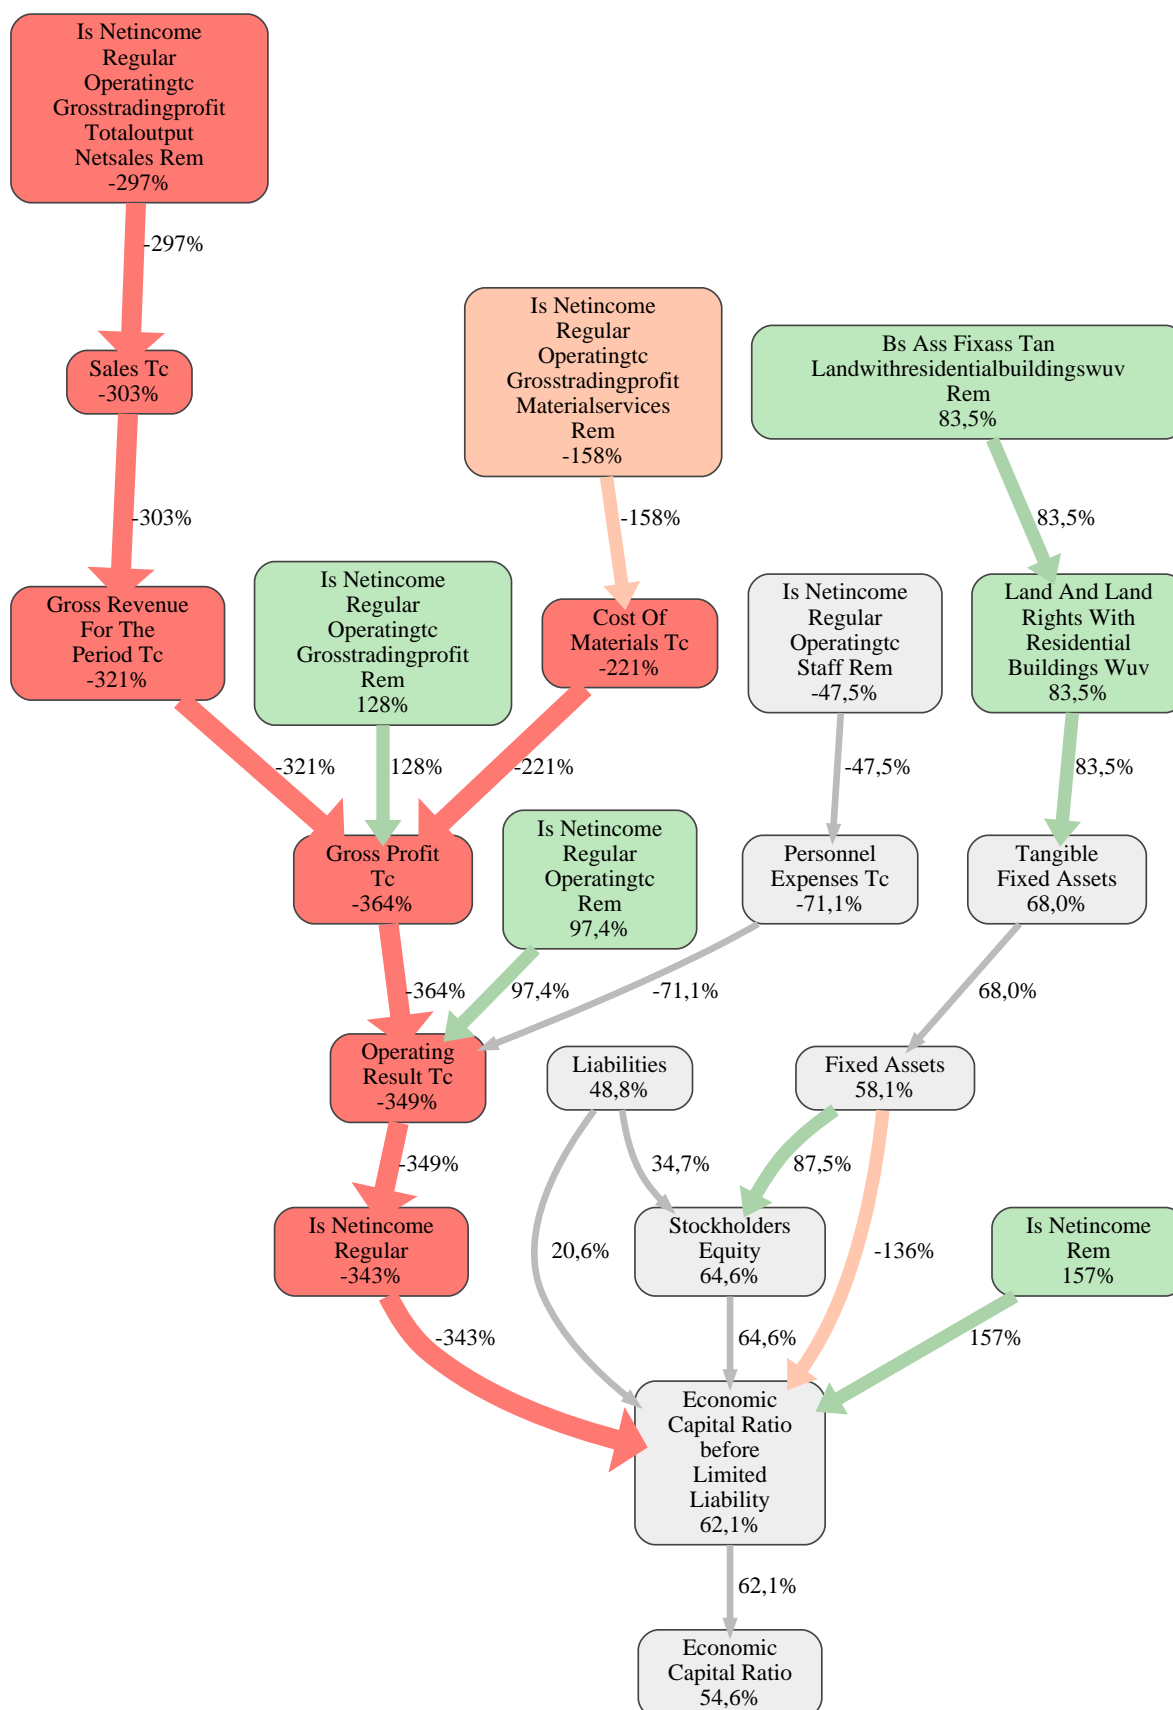 Is Netincome
Regular
Operatingtc
Grosstradingprofit
Totaloutput
Netsales Rem
-297%
-297%
Sales Tc
-303%
Is Netincome
Regular
Operatingtc
Grosstradingprofit
Materialservices
Rem
-158%
Bs Ass Fixass Tan
Landwithresidentialbuildingswuv
Rem
83,5%
-303%
-158%
83,5%
Gross Revenue
For The
Period Tc
-321%
Is Netincome
Regular
Operatingtc
Grosstradingprofit
Rem
128%
Cost Of
Materials Tc
-221%
Is Netincome
Regular
Operatingtc
Staff Rem
-47,5%
Land And Land
Rights With
Residential
Buildings Wuv
83,5%
-321%
128%
-221%
-47,5%
83,5%
Gross Profit
Tc
-364%
Is Netincome
Regular
Operatingtc
Rem
97,4%
Personnel
Expenses Tc
-71,1%
Tangible
Fixed Assets
68,0%
-364%
97,4%
-71,1%
68,0%
Operating
Result Tc
-349%
Liabilities
48,8%
Fixed Assets
58,1%
-349%
34,7%
87,5%
Is Netincome
Regular
-343%
20,6%
Stockholders
Equity
64,6%
-136%
Is Netincome
Rem
157%
-343%
64,6%
157%
Economic
Capital Ratio
before
Limited
Liability
62,1%
62,1%
Economic
Capital Ratio
54,6%